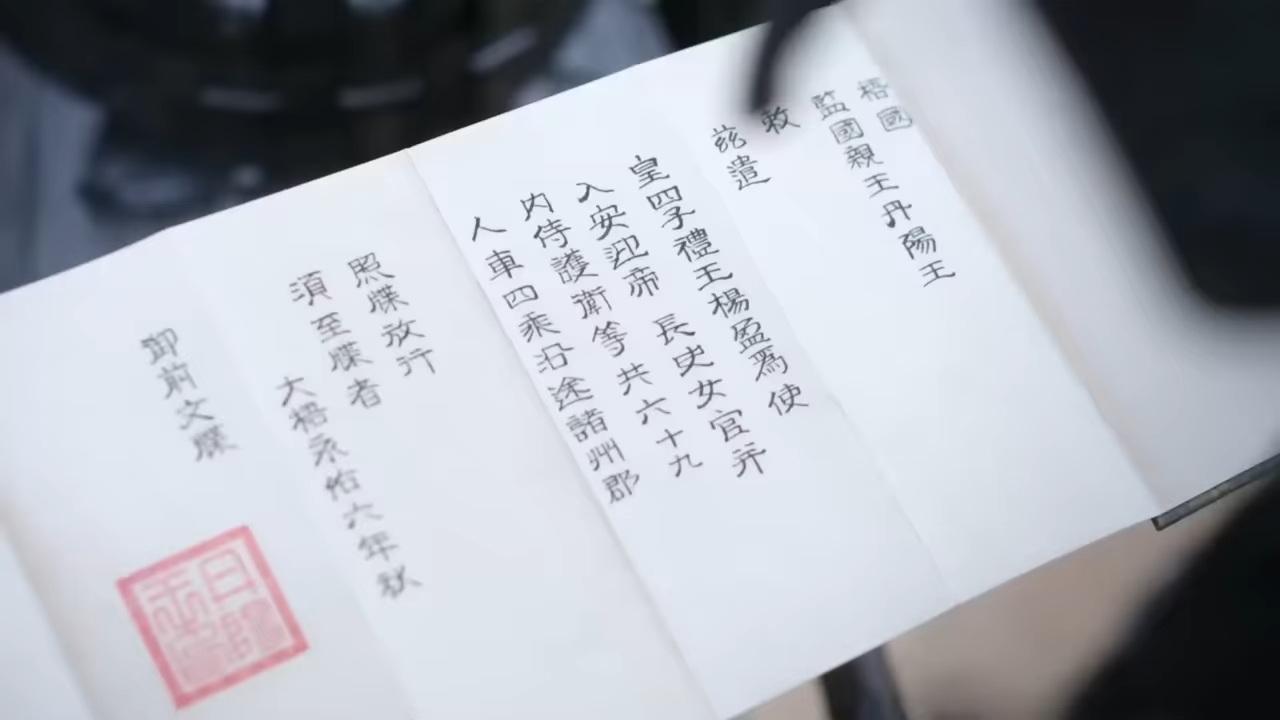 梧國
監國親王丹陽王
敕
茲遣
皇四子禮王楊盈爲使
入安迎帝 長史女官并
内侍護衛等共六十九
人車四乘沿途諸州郡
照牒放行
須至牒者
大梧永佑六年秋
御前文牒